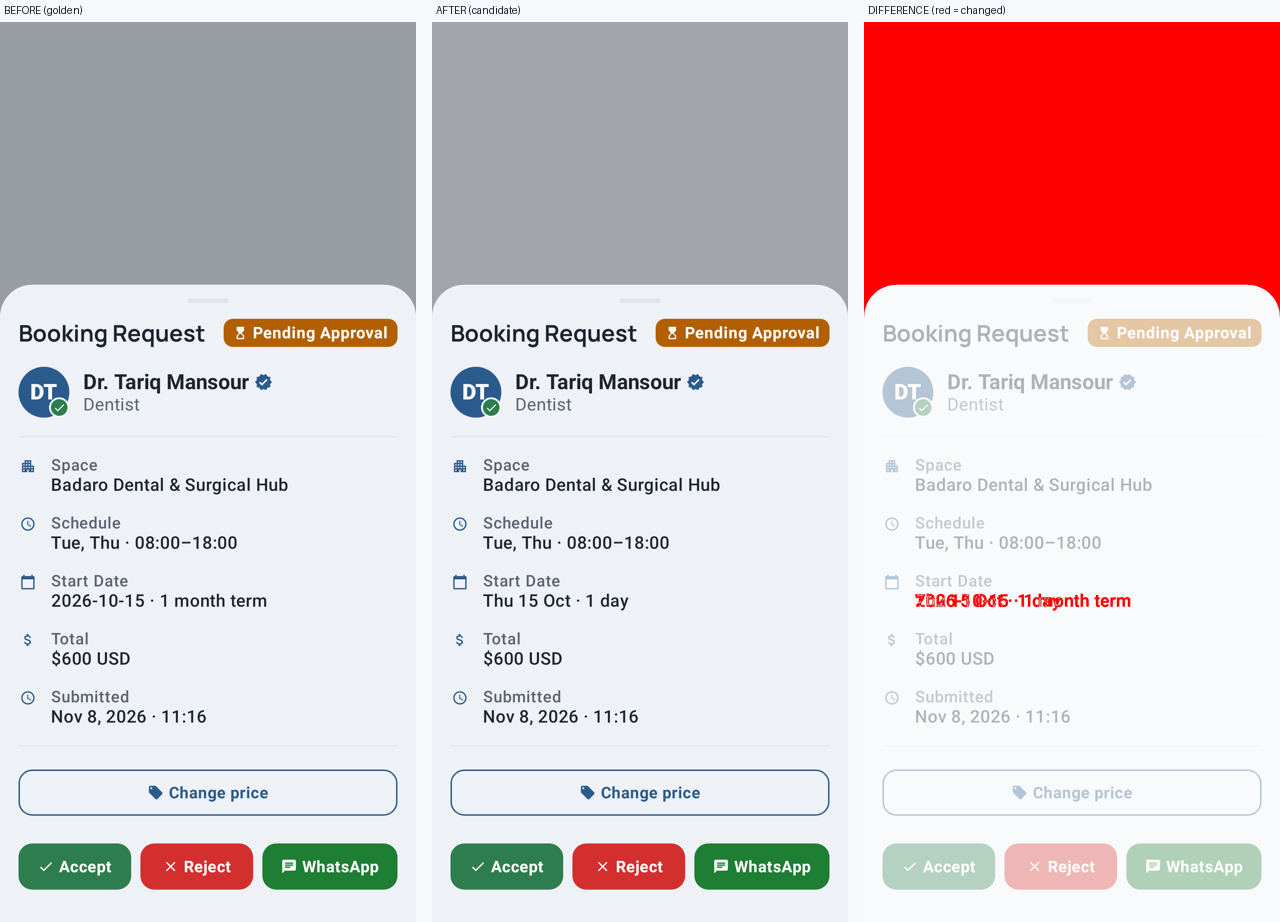 BEFORE (golden)
Booking Request
Pending Approval
DT
Dr. Tariq Mansour
Dentist
Space
Badaro Dental & Surgical Hub
Schedule
Tue, Thu · 08:00–18:00
Start Date
2026-10-15 · 1 month term
$
Total
$600 USD
Submitted
Nov 8, 2026 · 11:16
Change price
Accept
Reject
WhatsApp
AFTER (candidate)
Booking Request
Pending Approval
DT
Dr. Tariq Mansour
Dentist
Space
Badaro Dental & Surgical Hub
Schedule
Tue, Thu · 08:00–18:00
Start Date
Thu 15 Oct · 1 day
$
Total
$600 USD
Submitted
Nov 8, 2026 · 11:16
Change price
Accept
Reject
WhatsApp
DIFFERENCE (red = changed)
Booking Request
Pending Approval
DT
Dr. Tariq Mansour
Dentist
Space
Badaro Dental & Surgical Hub
Schedule
Tue, Thu · 08:00–18:00
Start Date
term
$
Total
$600 USD
Submitted
Nov 8, 2026 · 11:16
Change price
Accept
Reject
WhatsApp